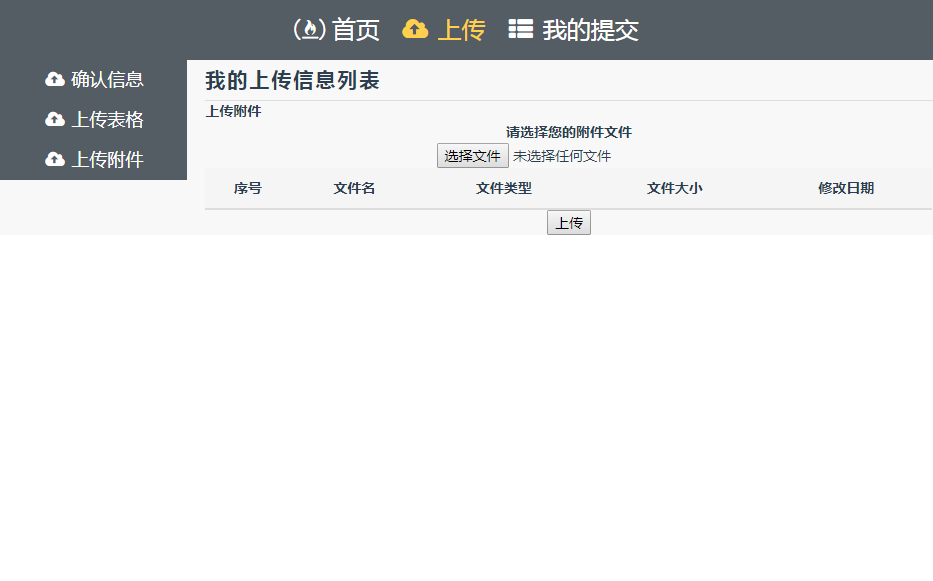 首页 上传 我的提交
确认信息
上传表格
上传附件
我的上传信息列表
上传附件
请选择您的附件文件
选择文件 未选择任何文件
序号 文件名 文件类型 文件大小 修改日期
上传